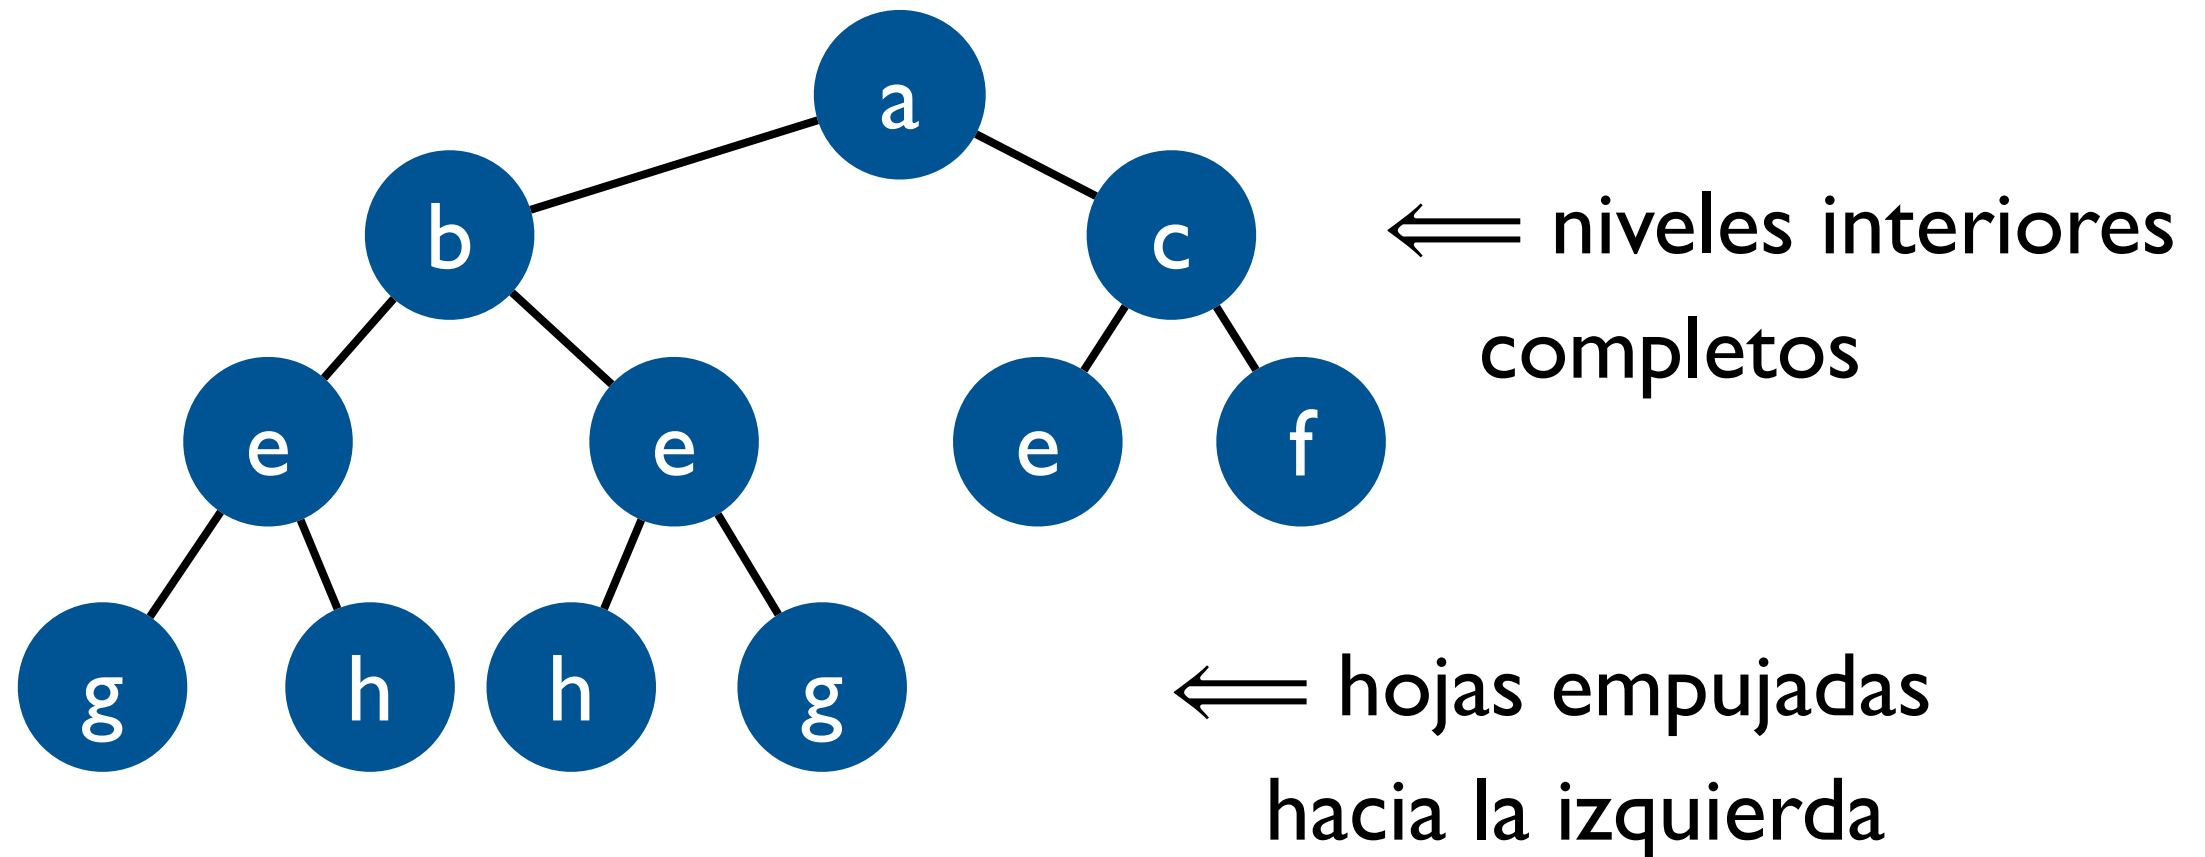 a
b c
⟸ niveles interiores
completos
e e e f
g h h g
⟸ hojas empujadas
hacia la izquierda